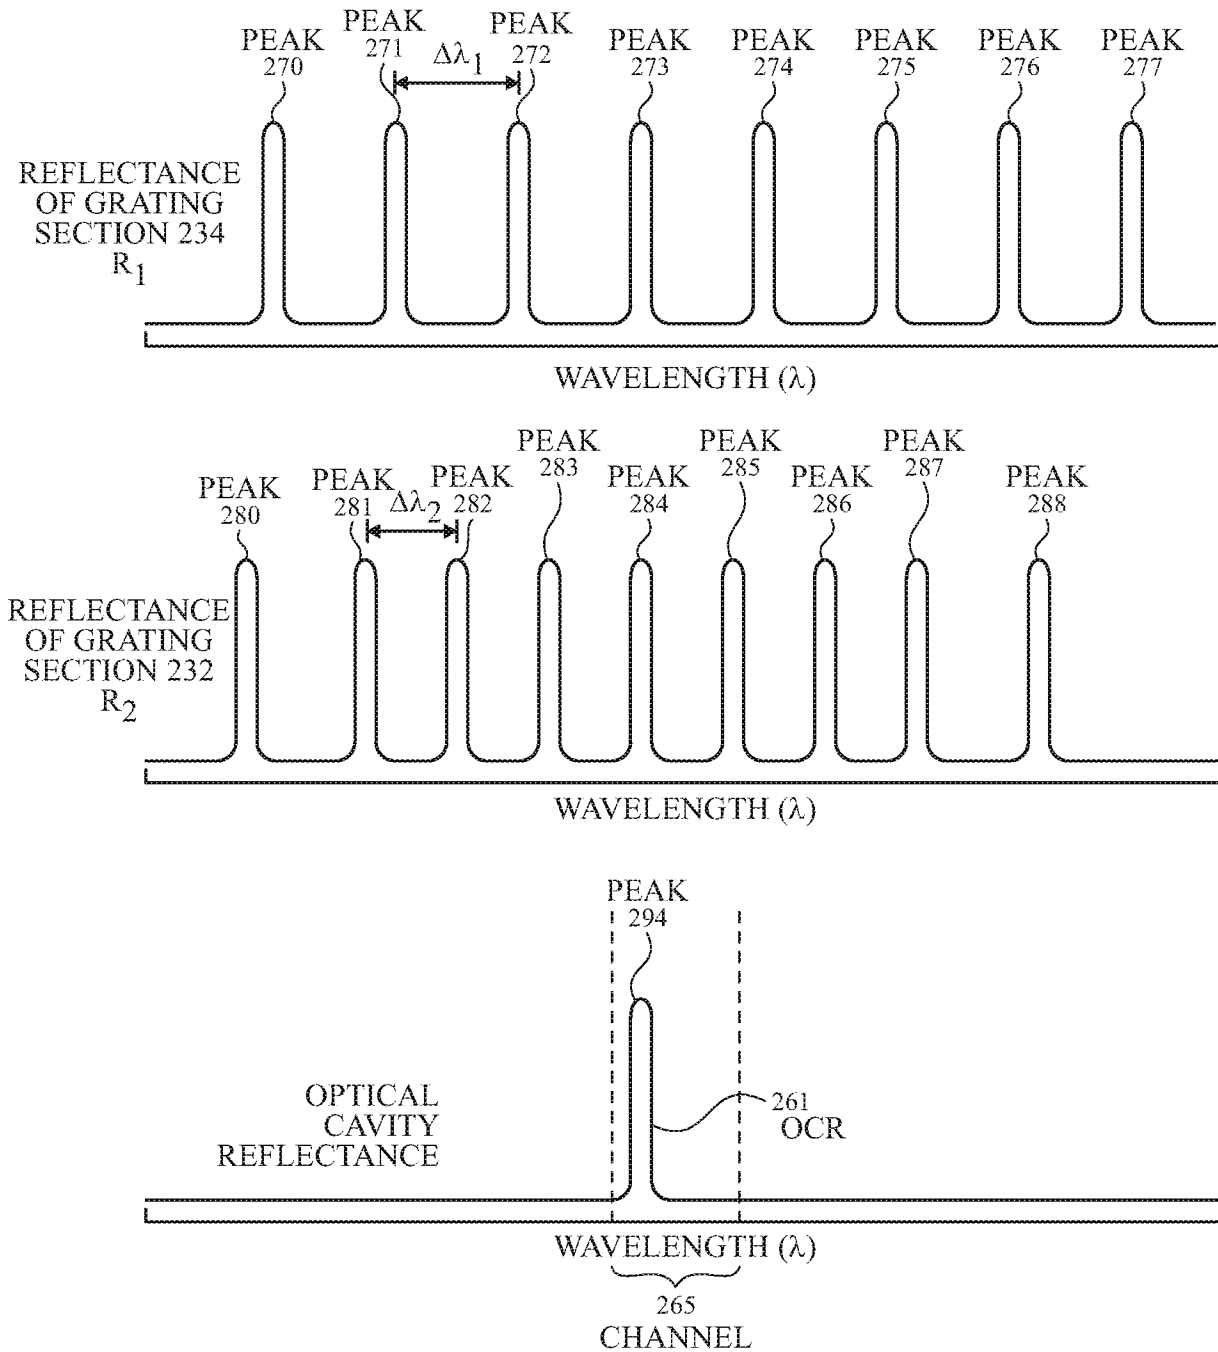 PEAK 270
PEAK 271
Δλ1
PEAK 272
PEAK 273
PEAK 274
PEAK 275
PEAK 276
PEAK 277
REFLECTANCE
OF GRATING
SECTION 234
R1
WAVELENGTH (λ)
PEAK 280
PEAK 281
Δλ2
PEAK 282
PEAK 283
PEAK 284
PEAK 285
PEAK 286
PEAK 287
PEAK 288
REFLECTANCE
OF GRATING
SECTION 232
R2
WAVELENGTH (λ)
PEAK
294
OPTICAL
CAVITY
REFLECTANCE
261
OCR
WAVELENGTH (λ)
265
CHANNEL